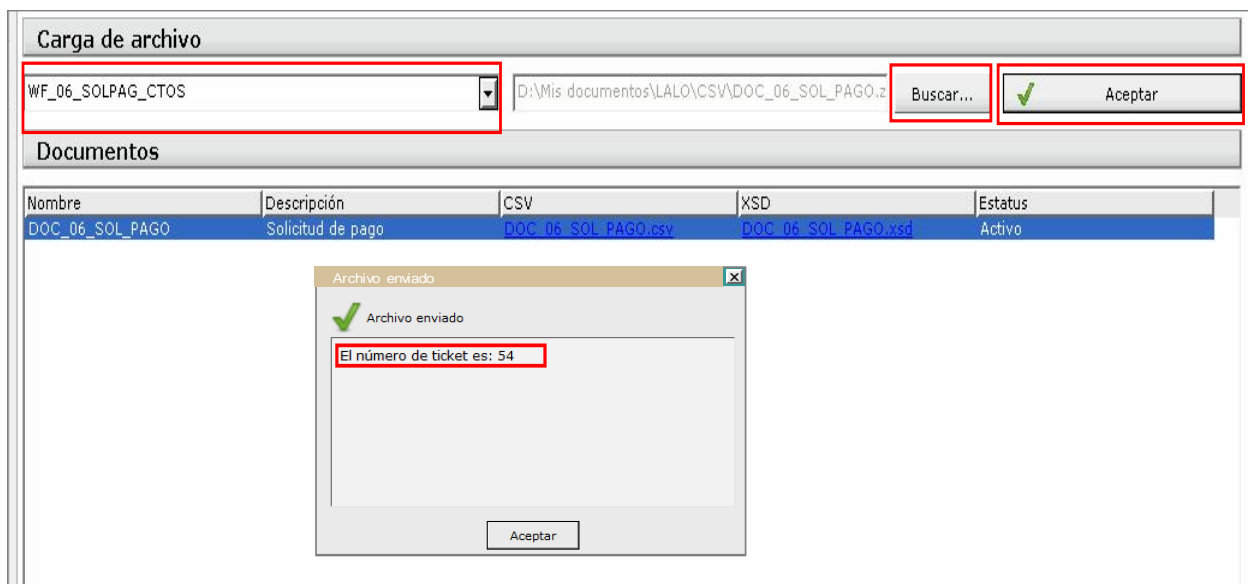 Carga de archivo
WF_06_SOLPAG_CTOS D:\Mis documentos\LALO\CSV\DOC_06_SOL_PAGO.z Buscar... Aceptar
Documentos
Nombre Descripción CSV XSD Estatus
DOC_06_SOL_PAGO Solicitud de pago DOC_06_SOL_PAGO.csv DOC_06_SOL_PAGO.xsd Activo
Archivo enviado
Archivo enviado
El número de ticket es: 54
Aceptar